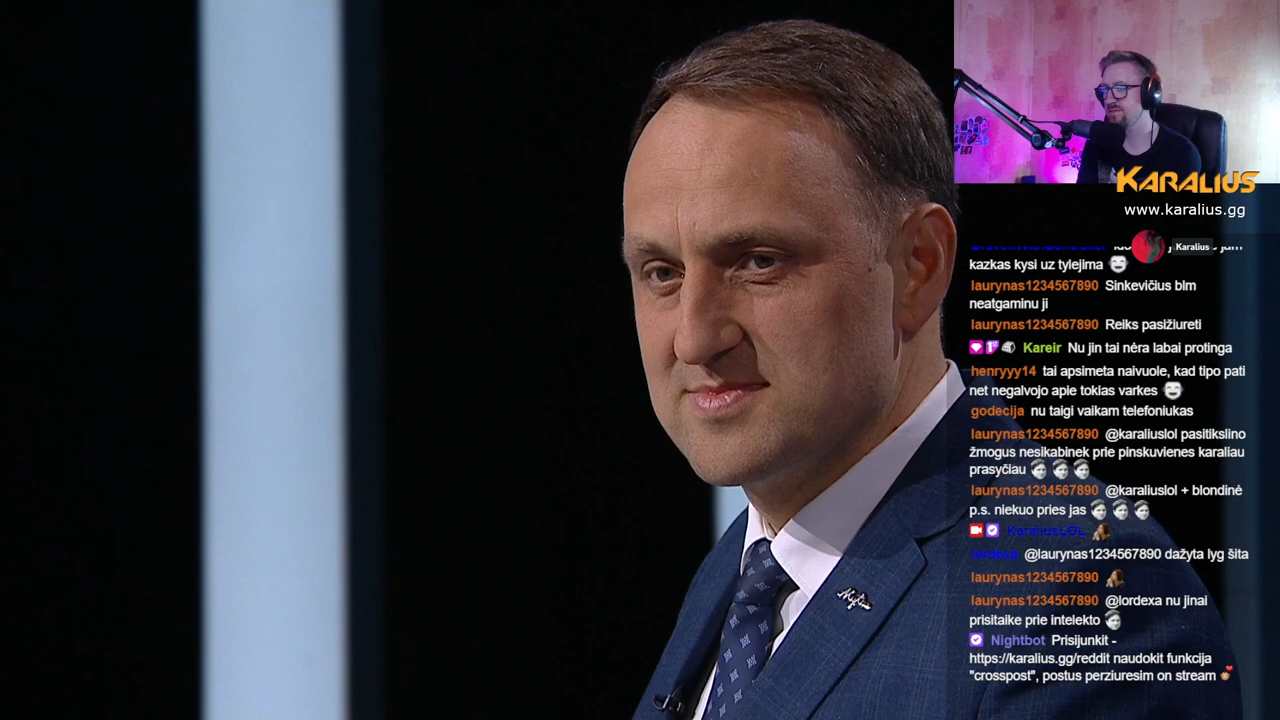 KARALIUS
www.karalius.gg
Karalius
kazkas kysi uz tylejima
laurynas1234567890 Sinkevičius blm
neatgaminu ji
laurynas1234567890 Reiks pasižiureti
Kareir Nu jin tai nėra labai protinga
henryyy14 tai apsimeta naivuole, kad tipo pati
net negalvojo apie tokias varkes
godecija nu taigi vaikam telefoniukas
laurynas1234567890 @karaliuslol pasitikslino
žmogus nesikabinek prie pinskuvienes karaliau
prasyčiau
laurynas1234567890 @karaliuslol + blondinė
p.s. niekuo pries jas
KaraliusLOL
lordexa @laurynas1234567890 dažyta lyg šita
laurynas1234567890
laurynas1234567890 @lordexa nu jinai
prisitaike prie intelekto
Nightbot Prisijunkit -
https://karalius.gg/reddit naudokit funkcija
"crosspost", postus perziuresim on stream